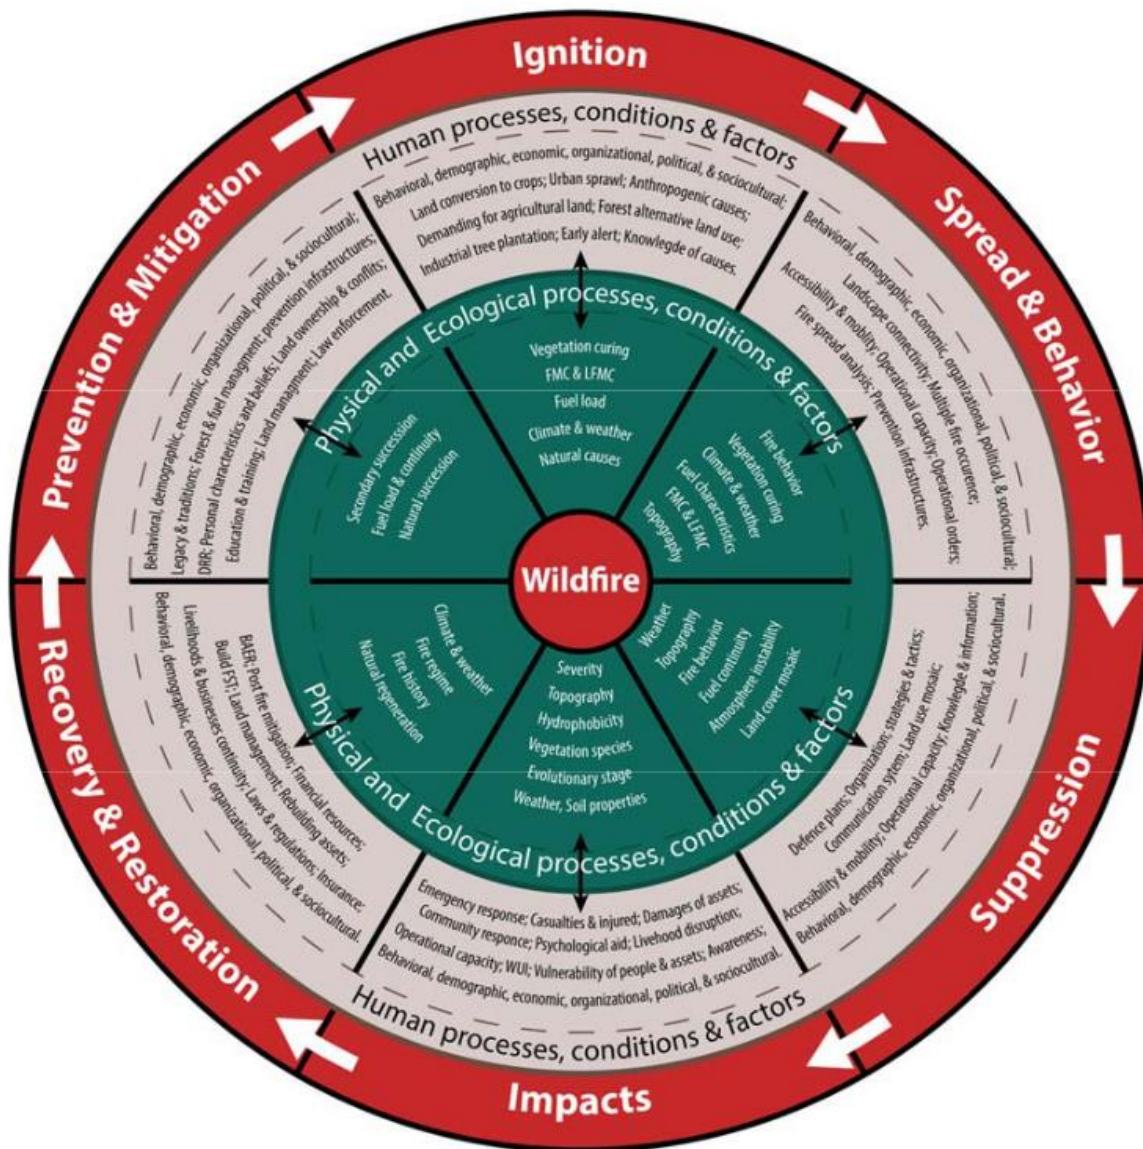 Ignition
Spread & Behavior
Suppression
Impacts
Recovery & Restoration
Prevention & Mitigation
Human processes, conditions & factors
Behavioral, demographic, economic, organizational, political, & sociocultural;
Land conversion to crops; Urban sprawl; Anthropogenic causes;
Demanding for agricultural land; Forest alternative land use;
Industrial tree plantation; Early alert; Knowlegde of causes.
Behavioral, demographic, economic, organizational, political, & sociocultural;
Landscape connectivity; Multiple fire occurence;
Accessibility & mobility; Operational capacity; Operational orders;
Fire spread analysis; Prevention infrastructures.
Defence plans; Organization; strategies & tactics;
Communication sytem; Land use mosaic;
Accessibility & mobility; Operational capacity; Knowlegde & information;
Behavioral, demographic, economic, organizational, political, & sociocultural.
Emergency response; Casualties & injured; Damages of assets;
Community responce; Psychological aid; Livehood disruption;
Operational capacity; WUI; Vulnerability of people & assets; Awareness;
Behavioral, demographic, economic, organizational, political, & sociocultural.
Human processes, conditions & factors
BAER; Post fire mitigation; Financial resources;
Build FST; Land management; Rebuilding assets;
Livelihoods & businesses continuity; Laws & regulations; Insurance;
Behavioral, demographic, economic, organizational, political, & sociocultural.
Behavioral, demographic, economic, organizational, political, & sociocultural;
Legacy & traditions; Forest & fuel managment; prevention infrastructures;
DRR; Personal characteristics and beliefs; Land ownership & conflits;
Education & training; Land managment; Law enforcement.
Physical and Ecological processes, conditions & factors
Vegetation curing
FMC & LFMC
Fuel load
Climate & weather
Natural causes
Fire behavior
Vegetation curing
Climate & weather
Fuel characteristics
FMC & LFMC
Topography
Weather
Topography
Fire behavior
Fuel continuity
Atmosphere instability
Land cover mosaic
Severity
Topography
Hydrophobicity
Vegetation species
Evolutionary stage
Weather, Soil properties
Climate & weather
Fire regime
Fire history
Natural regeneration
Secondary succession
Fuel load & continuity
Natural succession
Physical and Ecological processes, conditions & factors
Wildfire